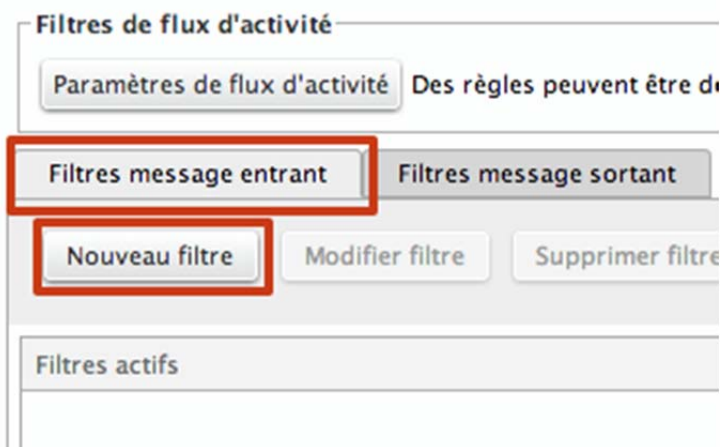 Filtres de flux d'activité
Paramètres de flux d'activité Des règles peuvent être
Filtres message entrant Filtres message sortant
Nouveau filtre Modifier filtre Supprimer filtre
Filtres actifs